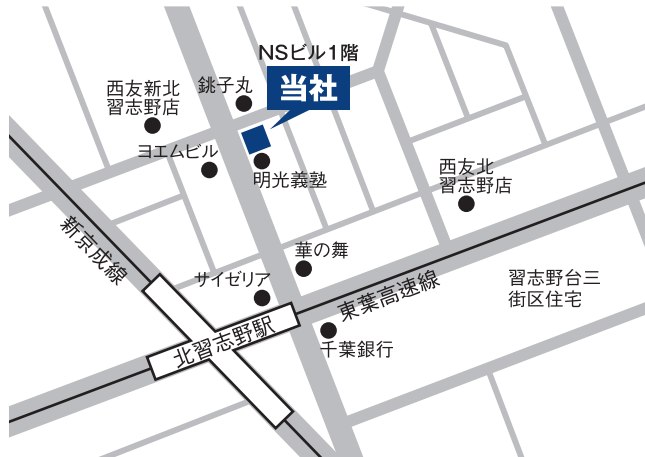 NSビル1階
当社
銚子丸
西友新北
習志野店
ヨエムビル
明光義塾
西友北
習志野店
新京成線
華の舞
サイゼリア
東葉高速線
習志野台三
街区住宅
北習志野駅
千葉銀行